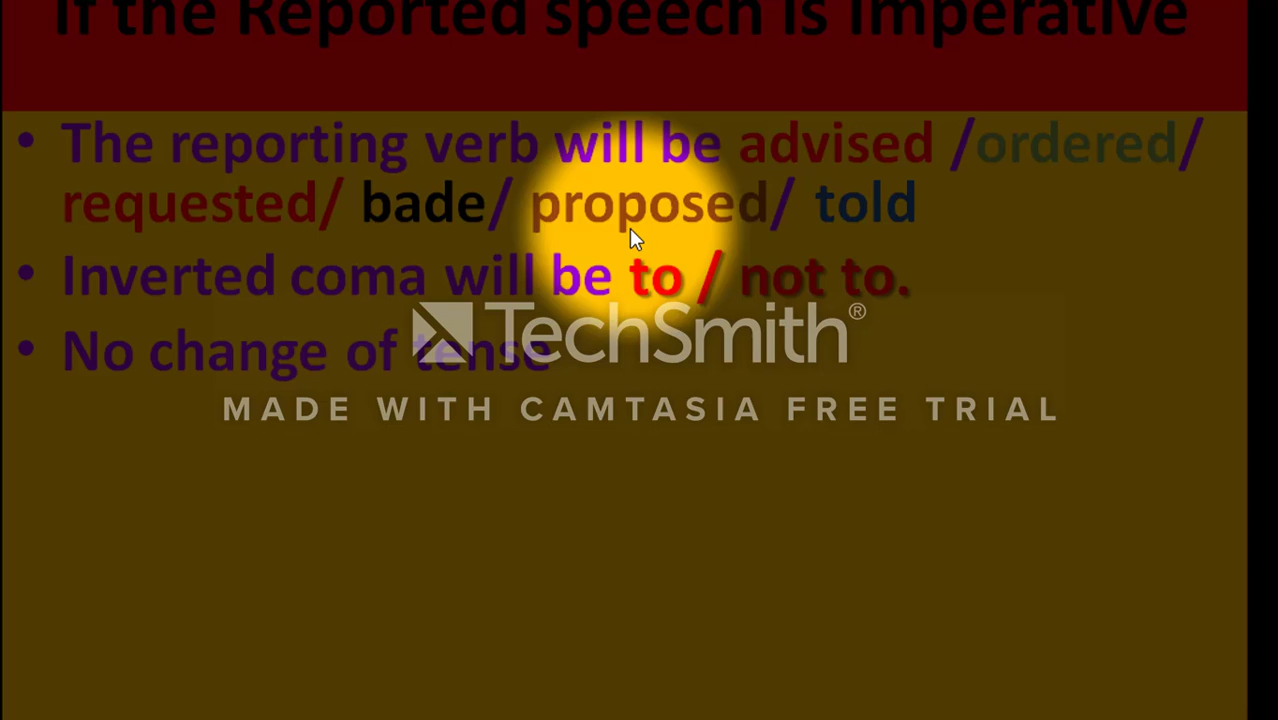 If the Reported speech is Imperative
• The reporting verb will be advised /ordered/
requested/ bade/ proposed/ told
• Inverted coma will be to / not to.
• No change of tense
TechSmith®
MADE WITH CAMTASIA FREE TRIAL